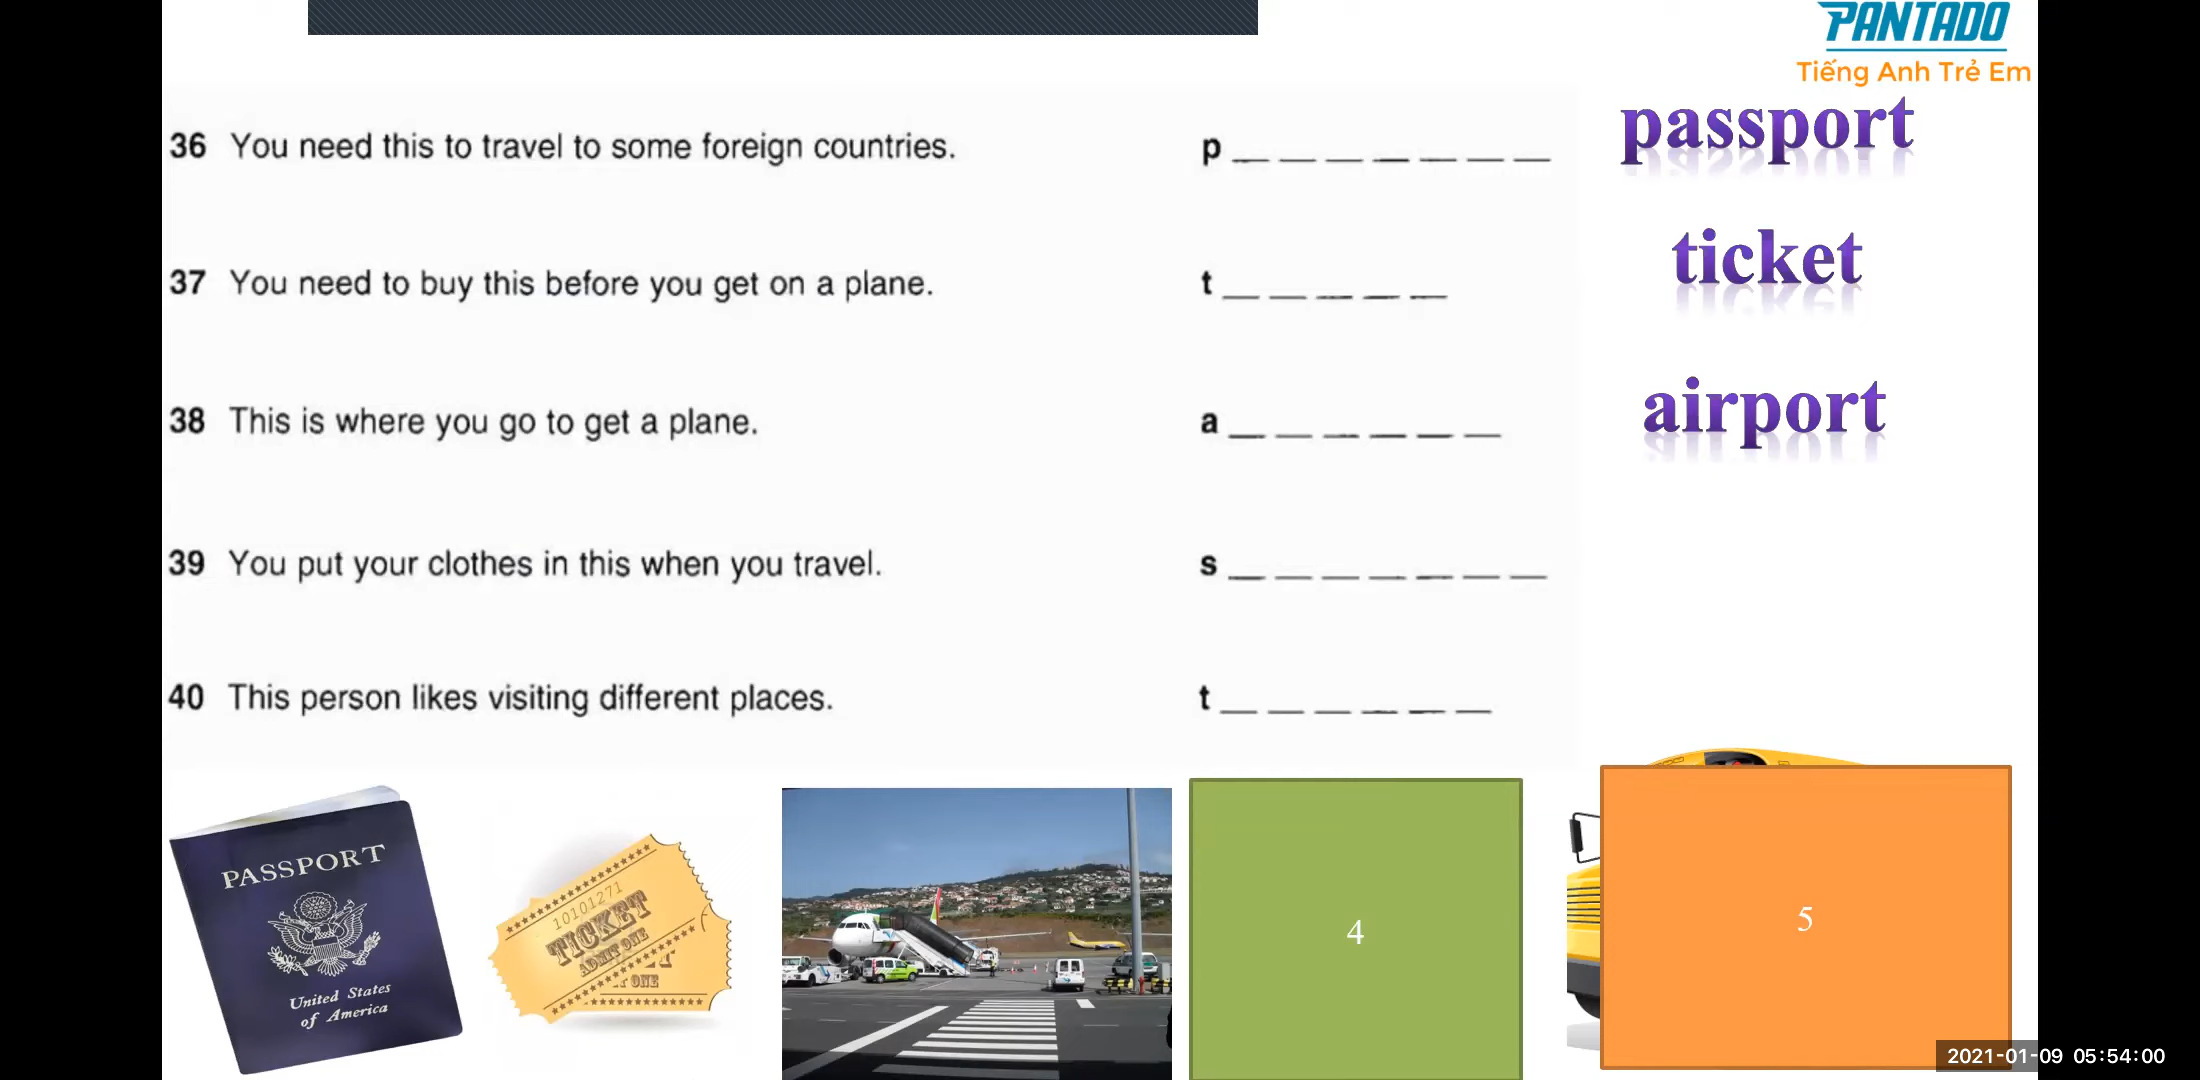 PANTADO
Tiếng Anh Trẻ Em
36 You need this to travel to some foreign countries. p _ _ _ _ _ _ _
passport
37 You need to buy this before you get on a plane. t _ _ _ _ _
ticket
38 This is where you go to get a plane. a _ _ _ _ _ _
airport
39 You put your clothes in this when you travel. s _ _ _ _ _ _ _
40 This person likes visiting different places. t _ _ _ _ _ _
PASSPORT
United States
of America
10101271
TICKET
ADMIT ONE
ONE
4
5
2021-01-09 05:54:00